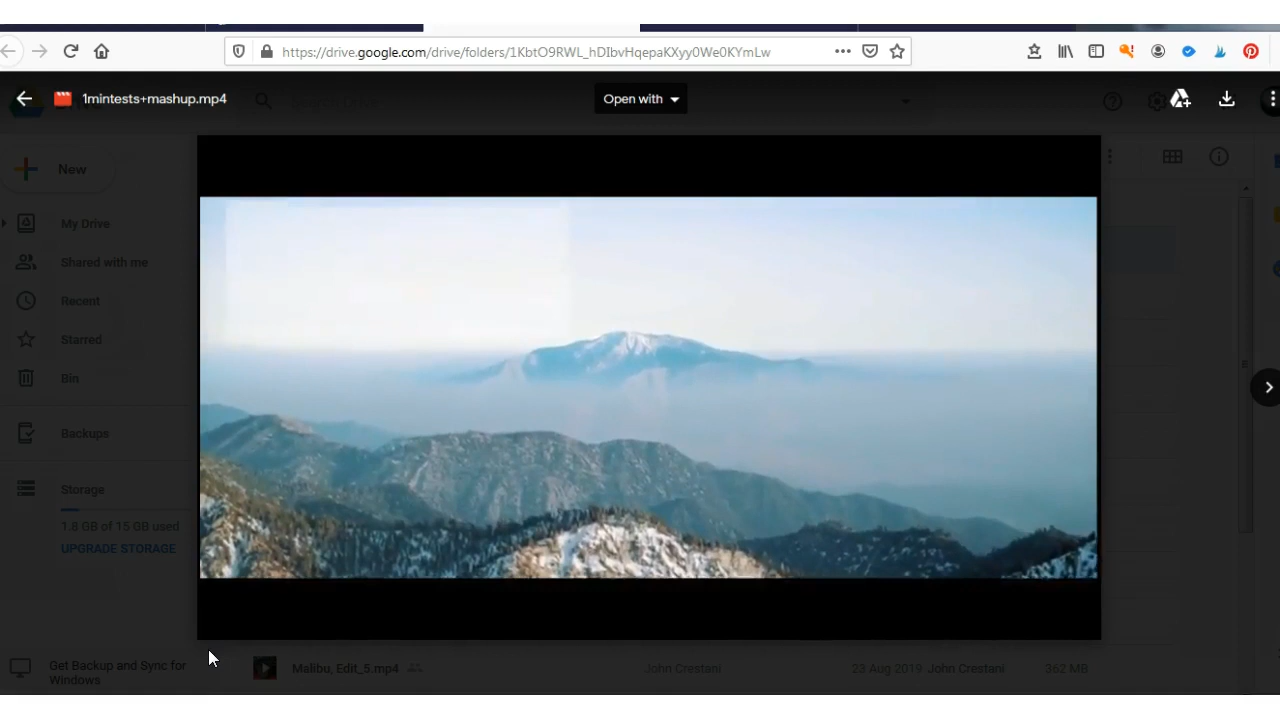 https://drive.google.com/drive/folders/1KbtO9RWL_hDIbvHqepaKXyy0We0KYmLw
1mintests+mashup.mp4
Open with
New
My Drive
Shared with me
Recent
Starred
Bin
Backups
Storage
1.8 GB of 15 GB used
UPGRADE STORAGE
Get Backup and Sync for
Windows
Malibu, Edit_5.mp4 John Crestani 23 Aug 2019 John Crestani 362 MB